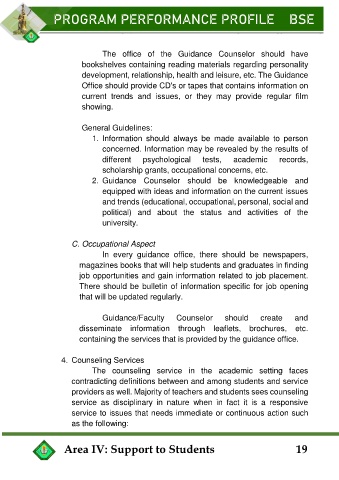 PROGRAM PERFORMANCE PROFILE BSE
The office of the Guidance Counselor should have
bookshelves containing reading materials regarding personality
development, relationship, health and leisure, etc. The Guidance
Office should provide CD's or tapes that contains information on
current trends and issues, or they may provide regular film
showing.
General Guidelines:
1. Information should always be made available to person
concerned. Information may be revealed by the results of
different psychological tests, academic records,
scholarship grants, occupational concerns, etc.
2. Guidance Counselor should be knowledgeable and
equipped with ideas and information on the current issues
and trends (educational, occupational, personal, social and
political) and about the status and activities of the
university.
C. Occupational Aspect
In every guidance office, there should be newspapers,
magazines books that will help students and graduates in finding
job opportunities and gain information related to job placement.
There should be bulletin of information specific for job opening
that will be updated regularly.
Guidance/Faculty Counselor should create and
disseminate information through leaflets, brochures, etc.
containing the services that is provided by the guidance office.
4. Counseling Services
The counseling service in the academic setting faces
contradicting definitions between and among students and service
providers as well. Majority of teachers and students sees counseling
service as disciplinary in nature when in fact it is a responsive
service to issues that needs immediate or continuous action such
as the following:
Area IV: Support to Students 19